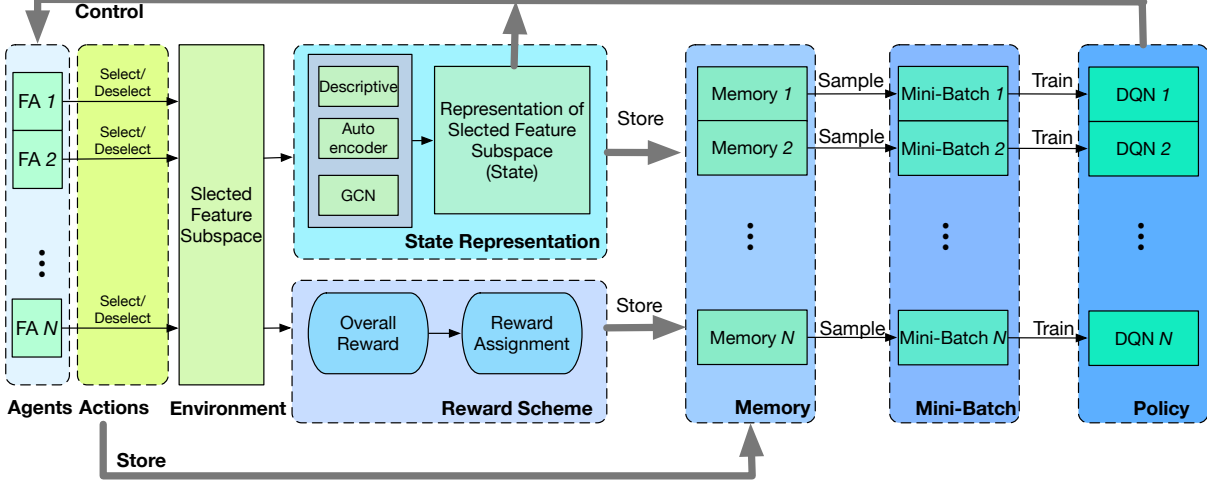 Control
FA 1
FA 2
FA N
Agents
Select/
Deselect
Select/
Deselect
Select/
Deselect
Actions
Slected
Feature
Subspace
Environment
Descriptive
Auto
encoder
GCN
Representation of
Slected Feature
Subspace
(State)
State Representation
Overall
Reward
Reward
Assignment
Reward Scheme
Store
Store
Store
Memory 1
Memory 2
Memory N
Memory
Sample
Sample
Sample
Mini-Batch 1
Mini-Batch 2
Mini-Batch N
Mini-Batch
Train
Train
Train
DQN 1
DQN 2
DQN N
Policy